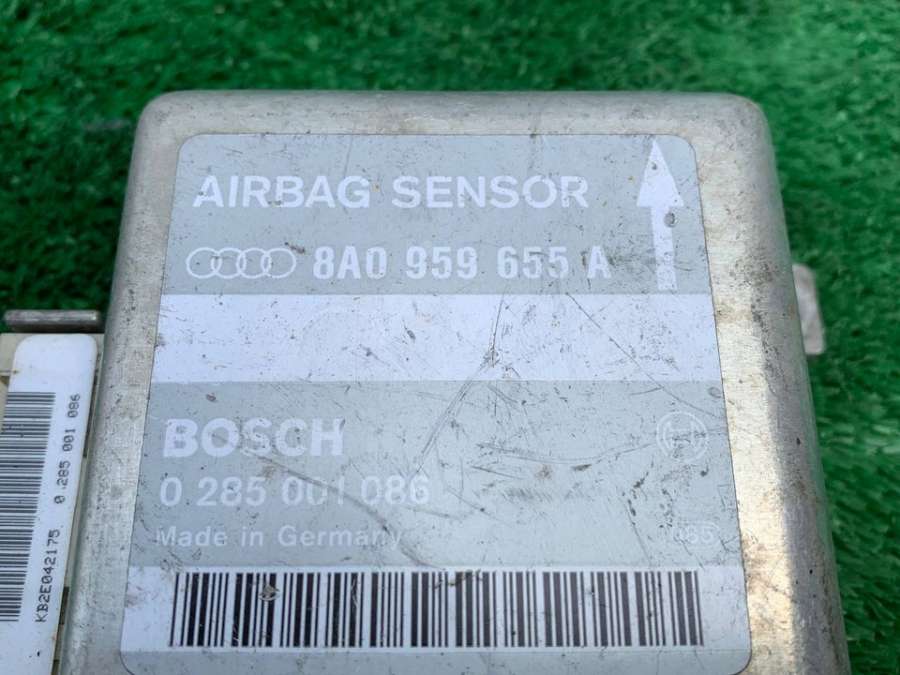 AIRBAG SENSOR
8A0 959 655 A
BOSCH
0 285 001 086
Made in Germany
KB2E042175 0 285 001 086